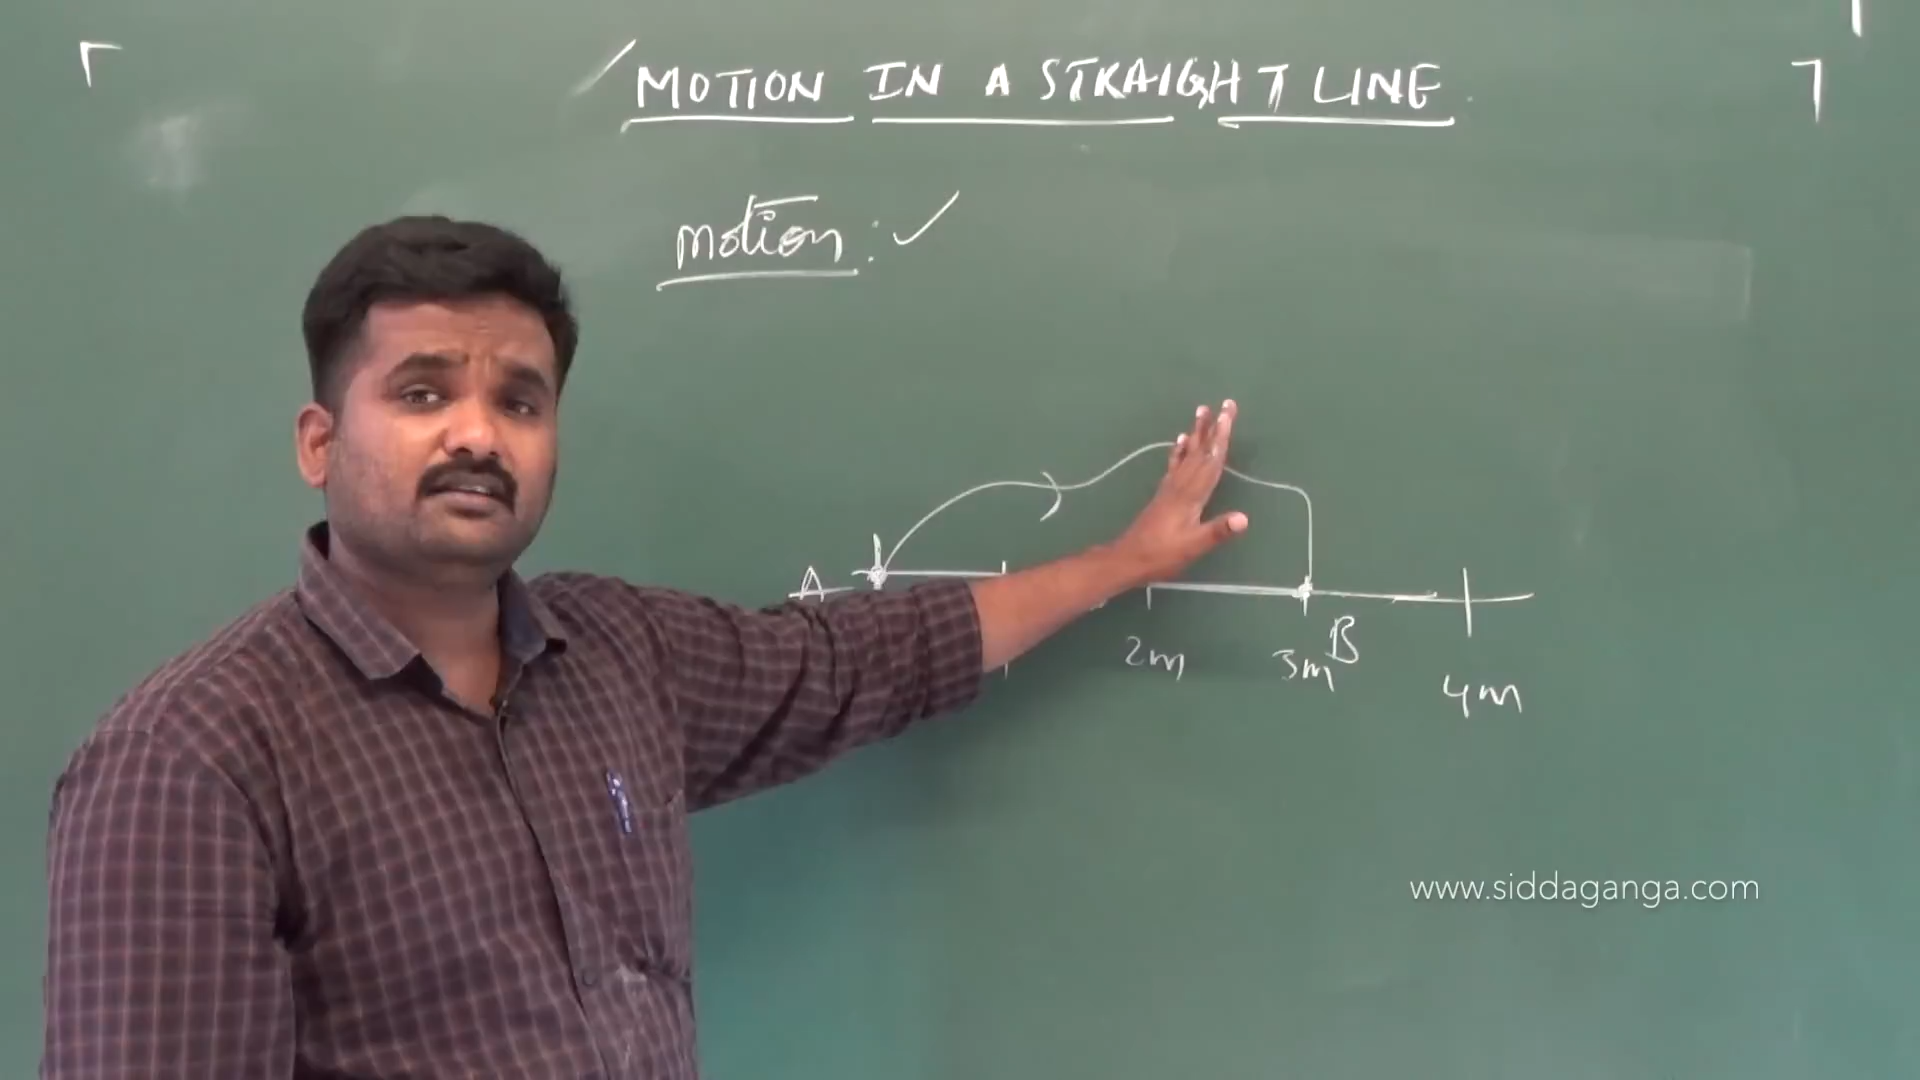 MOTION IN A STRAIGHT LINE
Motion:
A
2m
3m B
4m
www.siddaganga.com